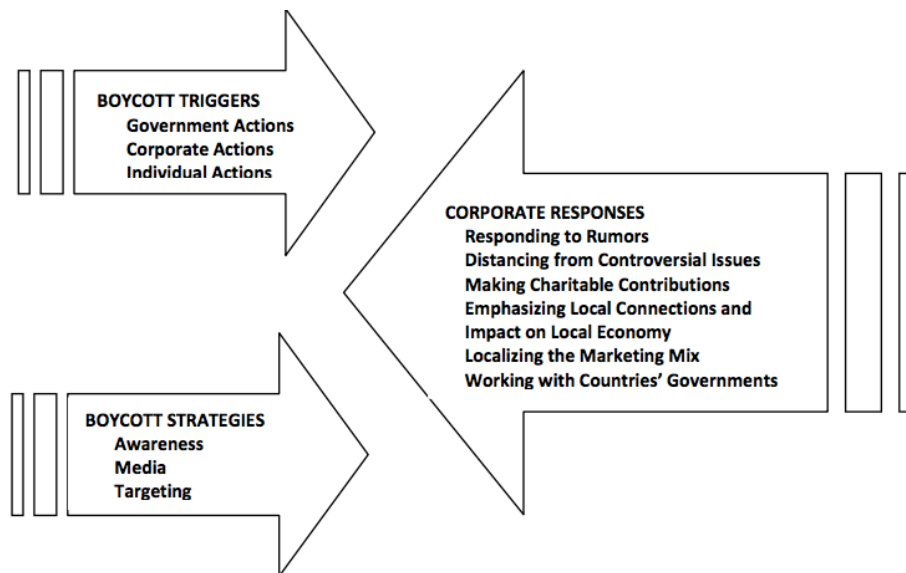 BOYCOTT TRIGGERS
Government Actions
Corporate Actions
Individual Actions
CORPORATE RESPONSES
Responding to Rumors
Distancing from Controversial Issues
Making Charitable Contributions
Emphasizing Local Connections and
Impact on Local Economy
Localizing the Marketing Mix
Working with Countries’ Governments
BOYCOTT STRATEGIES
Awareness
Media
Targeting